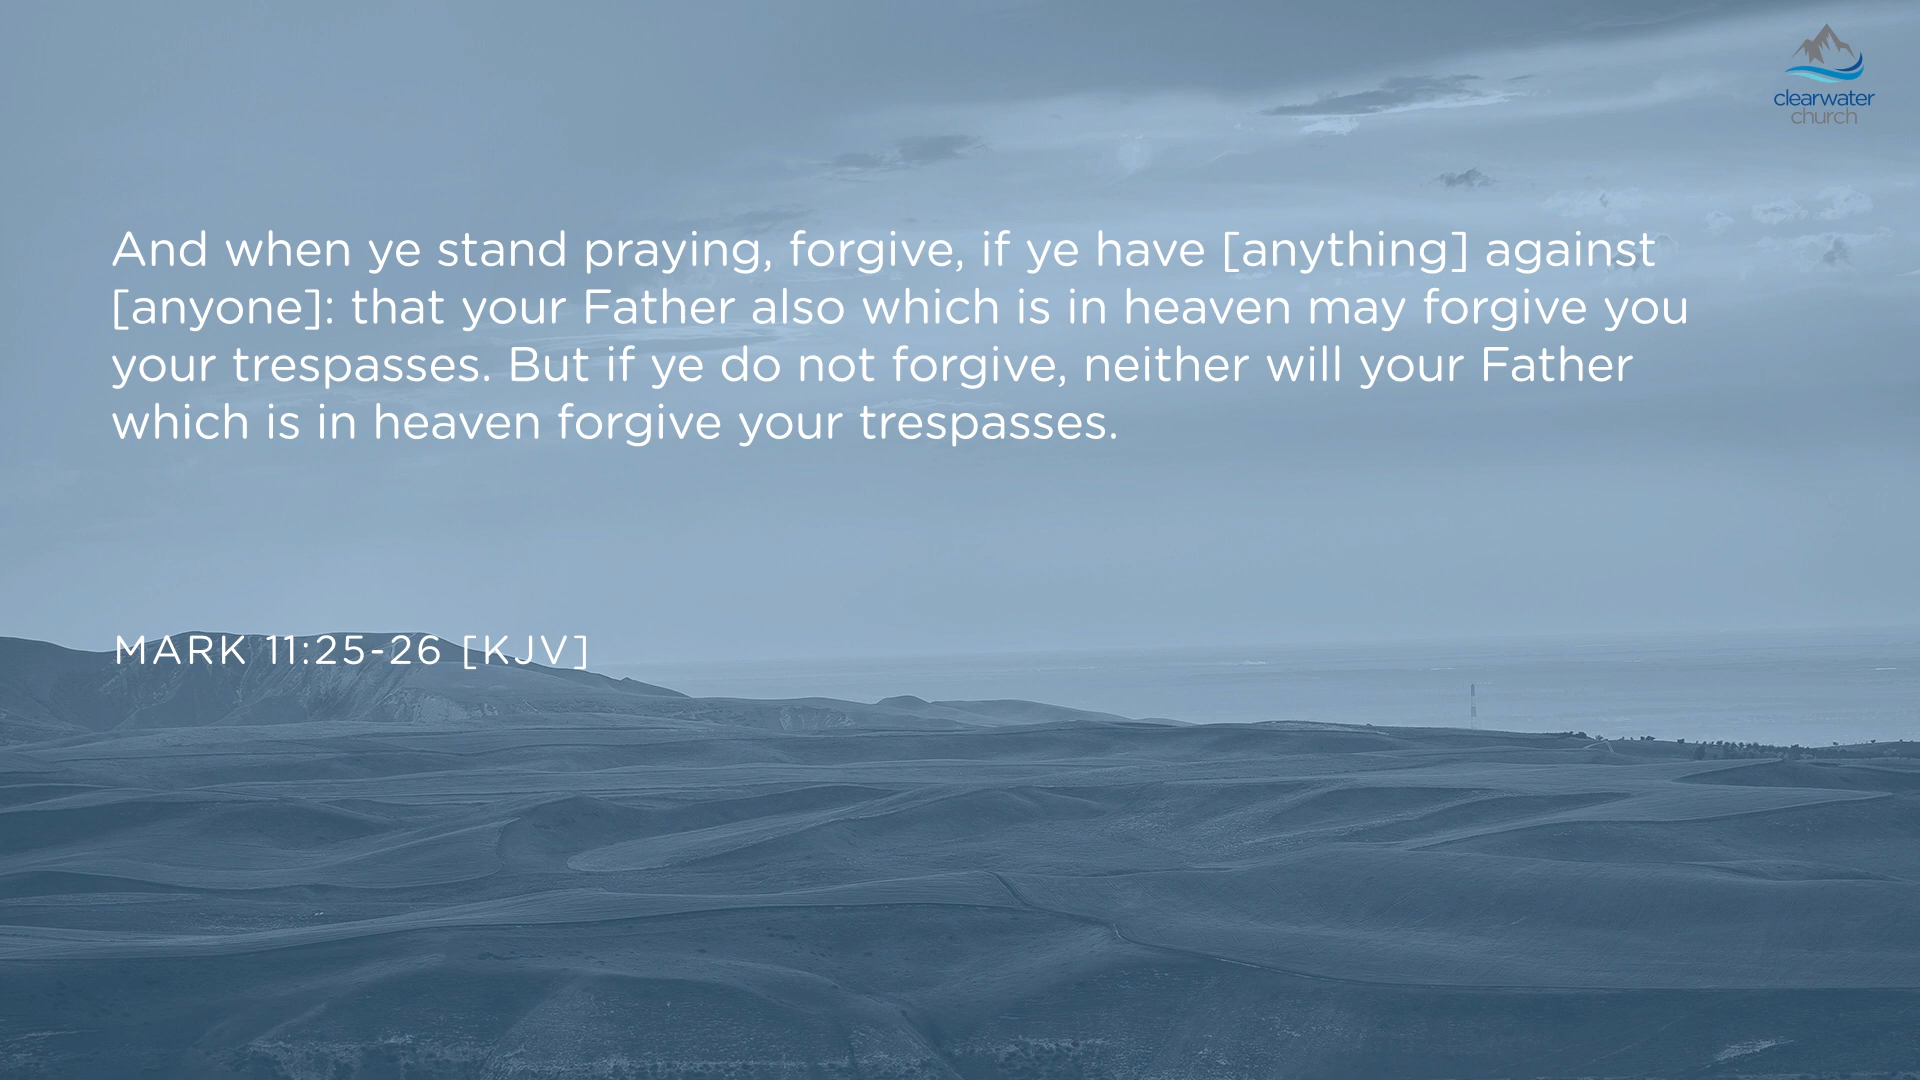 clearwater
church
And when ye stand praying, forgive, if ye have [anything] against
[anyone]: that your Father also which is in heaven may forgive you
your trespasses. But if ye do not forgive, neither will your Father
which is in heaven forgive your trespasses.
MARK 11:25-26 [KJV]